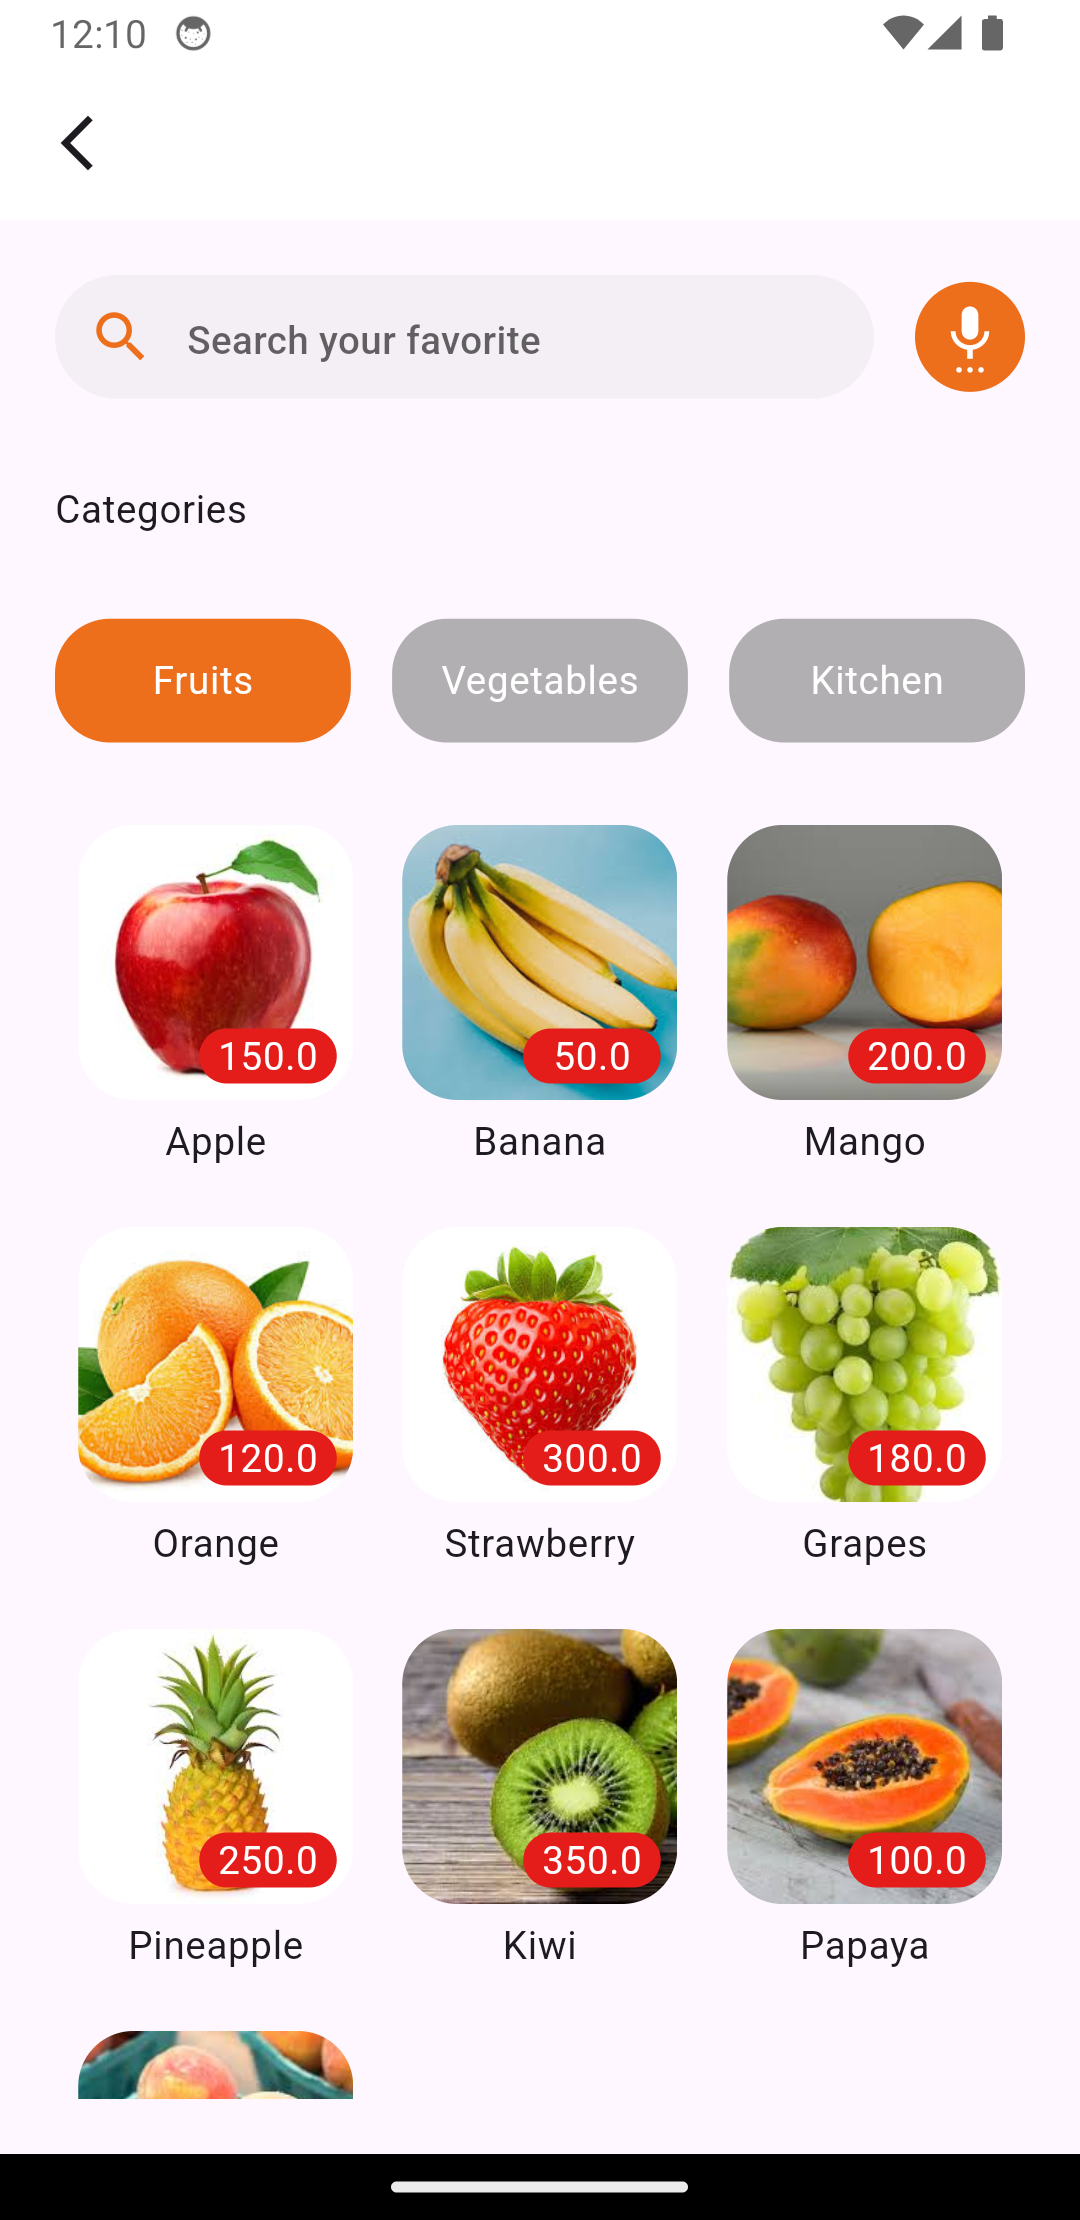 12:10
Search your favorite
Categories
Fruits
Vegetables
Kitchen
150.0
50.0
200.0
Apple
Banana
Mango
120.0
300.0
180.0
Orange
Strawberry
Grapes
250.0
350.0
100.0
Pineapple
Kiwi
Papaya